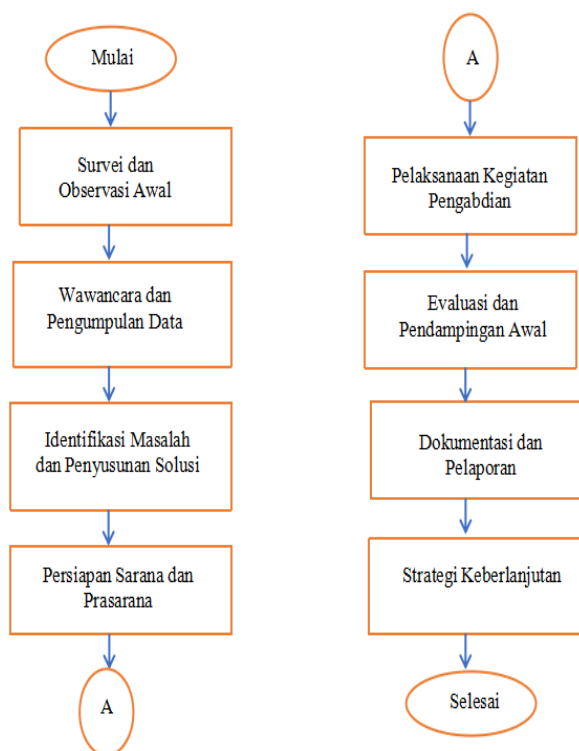 Mulai
Survei dan
Observasi Awal
Wawancara dan
Pengumpulan Data
Identifikasi Masalah
dan Penyusunan Solusi
Persiapan Sarana dan
Prasarana
A
A
Pelaksanaan Kegiatan
Pengabdian
Evaluasi dan
Pendampingan Awal
Dokumentasi dan
Pelaporan
Strategi Keberlanjutan
Selesai